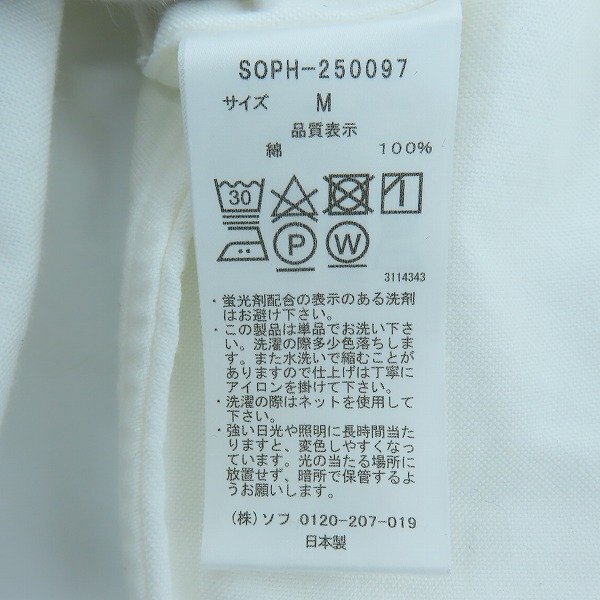 SOPH-250097
サイズ M
品質表示
綿 100%
30
P W
3114343
・蛍光剤配合の表示のある洗剤
はお避け下さい。
・この製品は単品でお洗い下さ
い。洗濯の際多少色落ちしま
す。また水洗いで縮むことが
ありますので仕上げは丁寧に
アイロンを掛けて下さい。
・洗濯の際はネットを使用して
下さい。
・強い日光や照明に長時間当た
りますと、変色しやすくなっ
ています。光の当たる場所に
放置せず、暗所で保管するよ
うお願いします。
(株)ソフ 0120-207-019
日本製